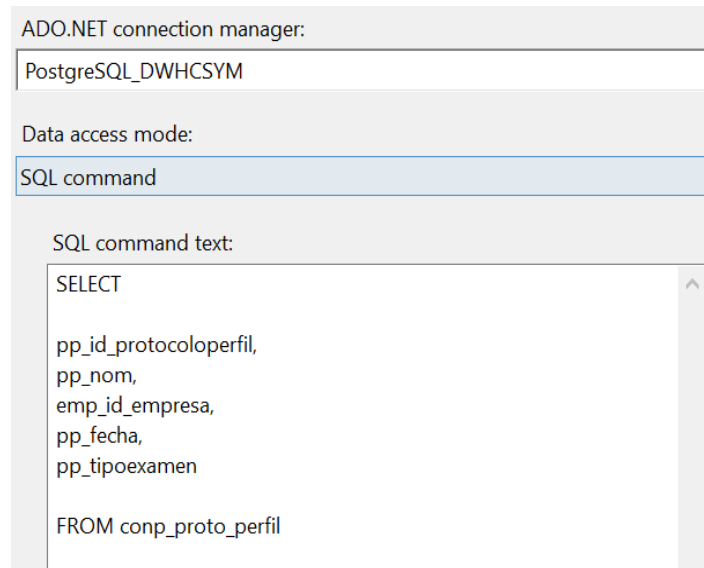 ADO.NET connection manager:
PostgreSQL_DWHCSYM
Data access mode:
SQL command
SQL command text:
SELECT
pp_id_protocoloperfil,
pp_nom,
emp_id_empresa,
pp_fecha,
pp_tipoexamen
FROM conp_proto_perfil